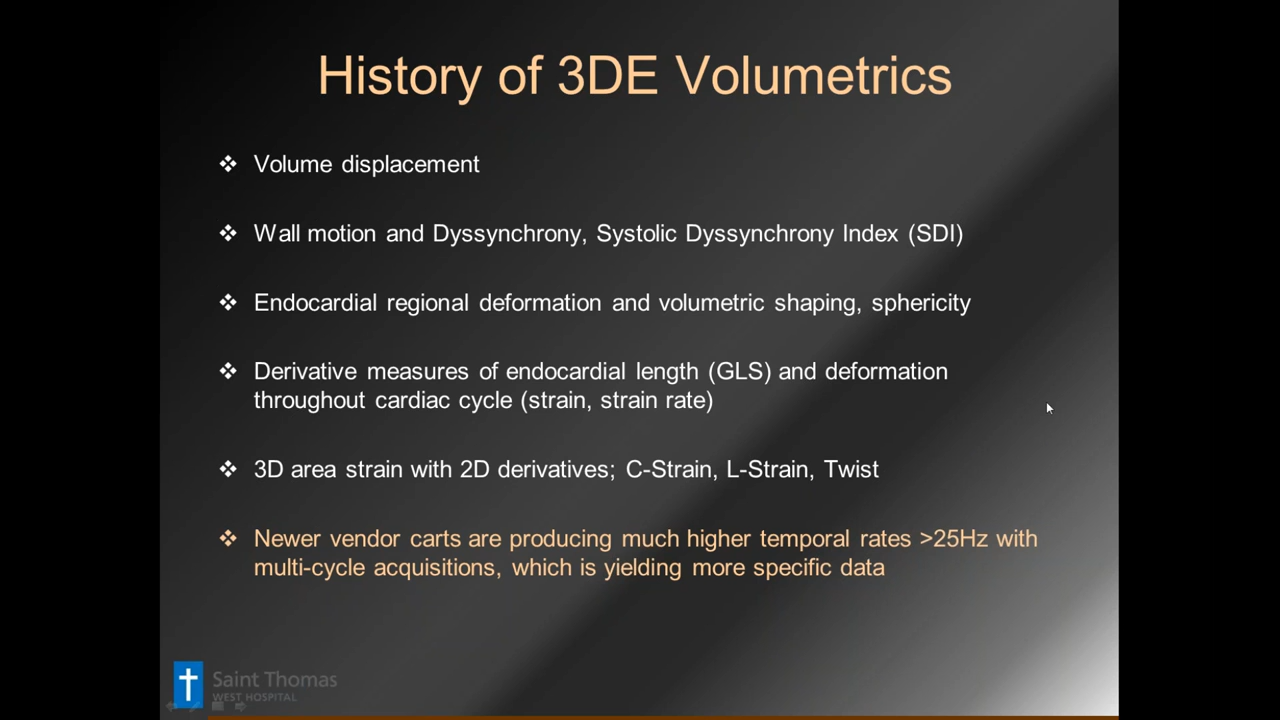 History of 3DE Volumetrics
❖ Volume displacement
❖ Wall motion and Dyssynchrony, Systolic Dyssynchrony Index (SDI)
❖ Endocardial regional deformation and volumetric shaping, sphericity
❖ Derivative measures of endocardial length (GLS) and deformation
throughout cardiac cycle (strain, strain rate)
❖ 3D area strain with 2D derivatives; C-Strain, L-Strain, Twist
❖ Newer vendor carts are producing much higher temporal rates >25Hz with
multi-cycle acquisitions, which is yielding more specific data
Saint Thomas
WEST HOSPITAL